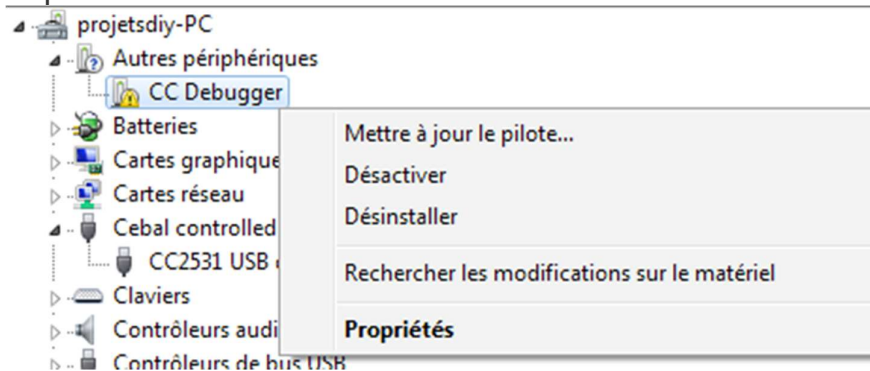 projetsdiy-PC
Autres périphériques
CC Debugger
Batteries
Mettre à jour le pilote...
Cartes graphique
Désactiver
Cartes réseau
Désinstaller
Cebal controlled
CC2531 USB
Rechercher les modifications sur le matériel
Claviers
Contrôleurs audi
Propriétés
Contrôleurs de bus USB